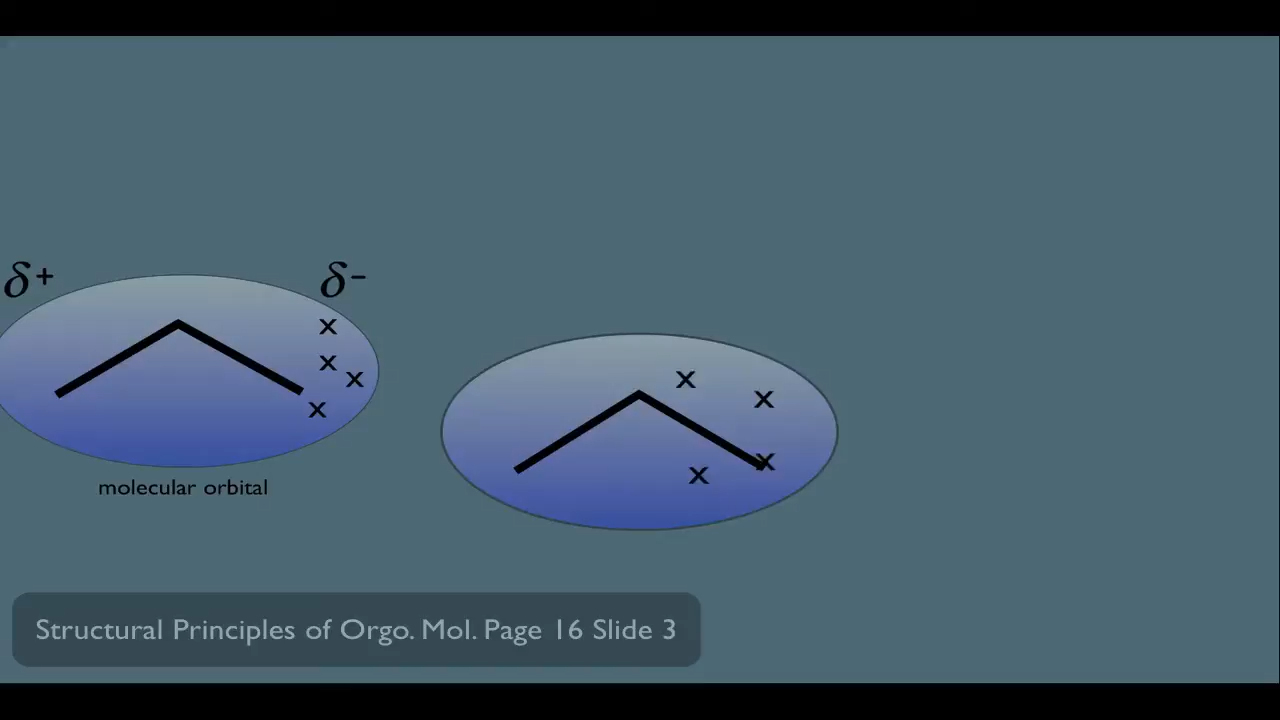 δ+ δ-
x
x
x
x
x
x
x
x
molecular orbital
Structural Principles of Orgo. Mol. Page 16 Slide 3